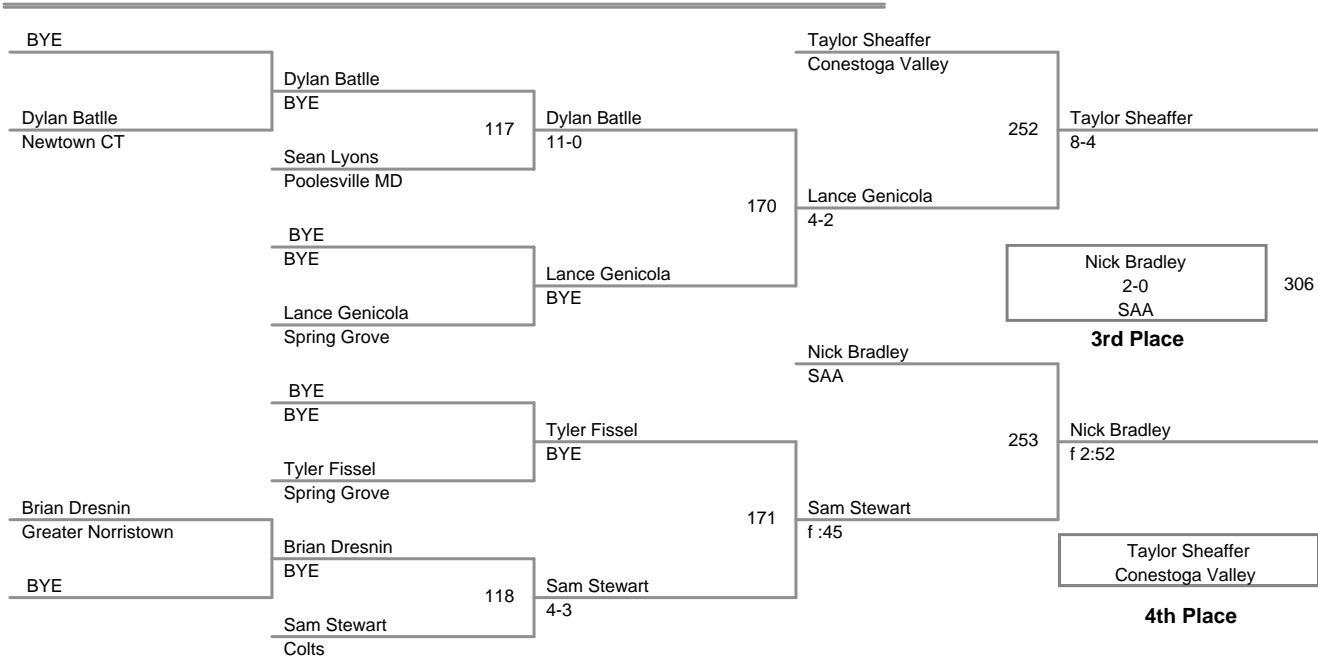 BYE
Dylan Batlle
Newtown CT
Dylan Batlle
BYE
Sean Lyons
Poolesville MD
117
Dylan Batlle
11-0
BYE
BYE
Lance Genicola
Spring Grove
Lance Genicola
BYE
170
Taylor Sheaffer
Conestoga Valley
Lance Genicola
4-2
252
Taylor Sheaffer
8-4
Nick Bradley
2-0
SAA
306
3rd Place
BYE
BYE
Tyler Fissel
Spring Grove
Tyler Fissel
BYE
Brian Dresnin
Greater Norristown
BYE
Brian Dresnin
BYE
Sam Stewart
Colts
118
Sam Stewart
4-3
171
Nick Bradley
SAA
Sam Stewart
f :45
253
Nick Bradley
f 2:52
Taylor Sheaffer
Conestoga Valley
4th Place